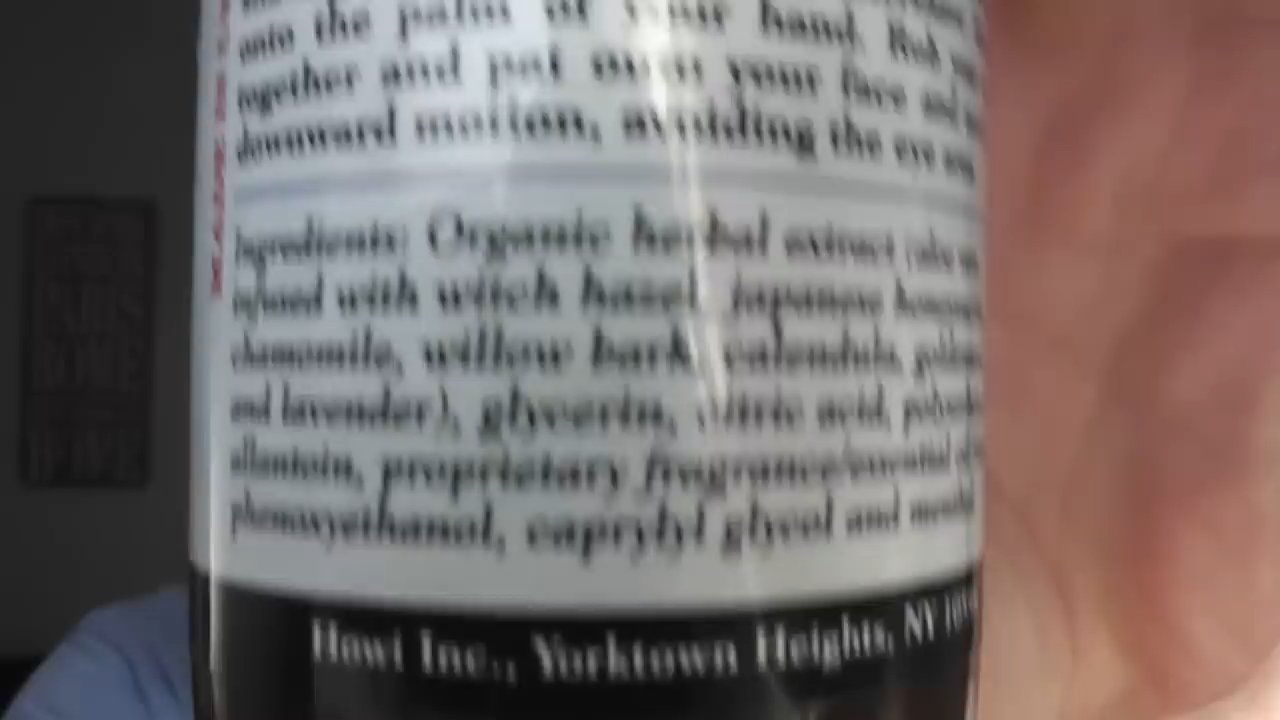 onto the palm of your hand. Rub
together and pat over your face and
downward motion, avoiding the eye
Ingredients: Organic herbal extract
infused with witch hazel, japanese
chamomile, willow bark, calendula,
and lavender), glycerin, citric acid,
allantoin, proprietary fragrance/essential
phenoxyethanol, caprylyl glycol and
Howi Inc., Yorktown Heights, NY